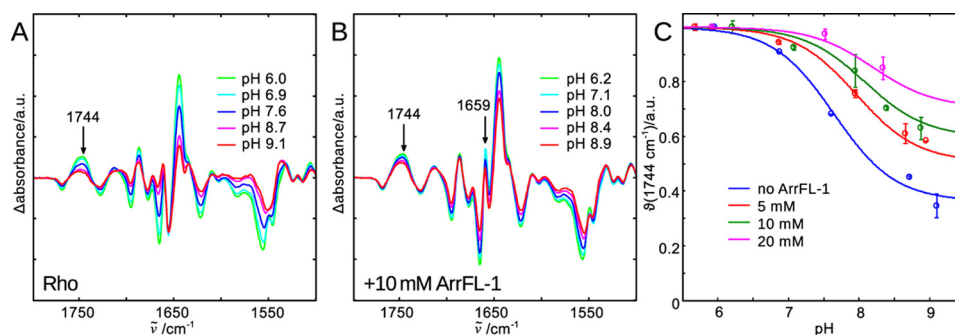 A
pH 6.0
pH 6.9
pH 7.6
pH 8.7
pH 9.1
1744
Δabsorbance/a.u.
Rho
1750
1650
1550
ν̃ /cm⁻¹
B
pH 6.2
pH 7.1
pH 8.0
pH 8.4
pH 8.9
1659
1744
Δabsorbance/a.u.
+10 mM ArrFL-1
1750
1650
1550
ν̃ /cm⁻¹
C
ϑ(1744 cm⁻¹)/a.u.
1
0.8
0.6
0.4
0.2
0
no ArrFL-1
5 mM
10 mM
20 mM
6
7
8
9
pH